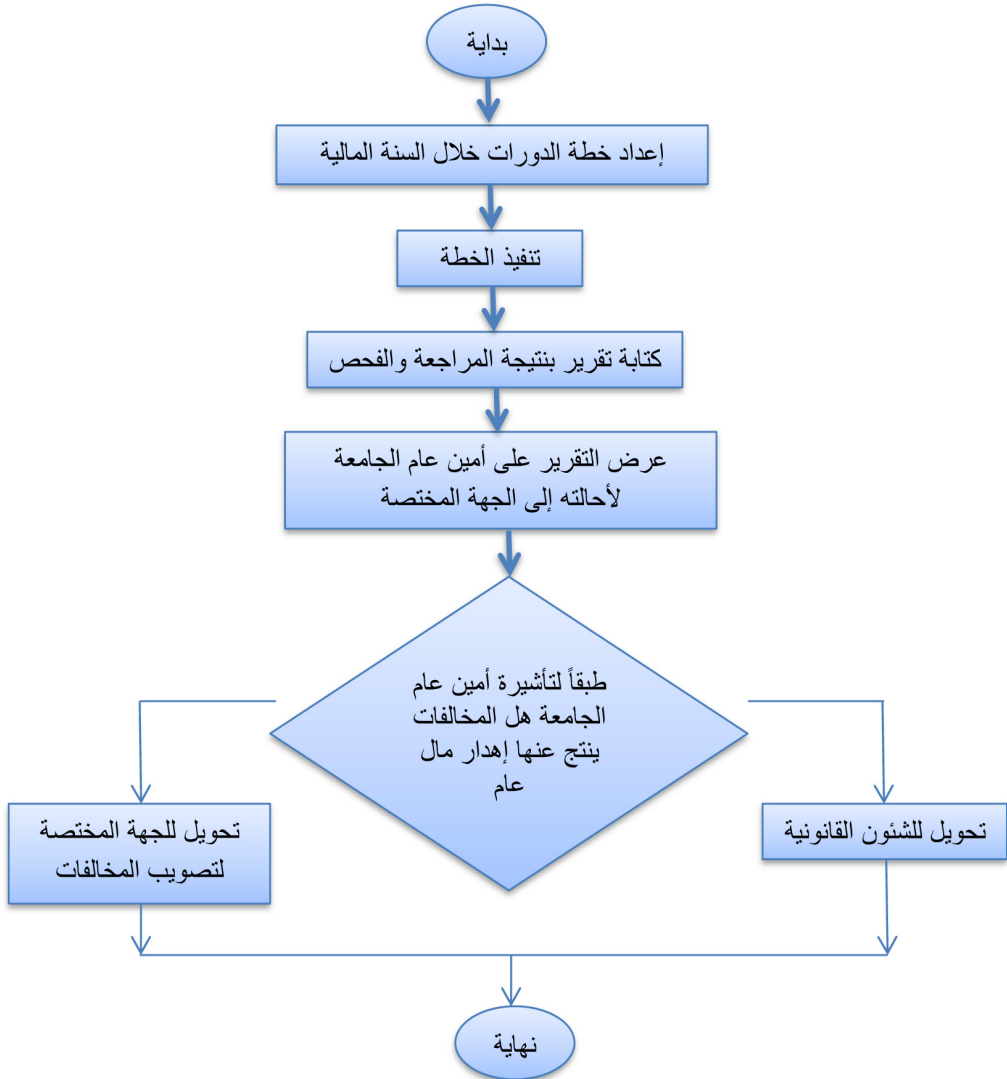 بداية
إعداد خطة الدورات خلال السنة المالية
تنفيذ الخطة
كتابة تقرير بنتيجة المراجعة والفحص
عرض التقرير على أمين عام الجامعة
لأحالته إلى الجهة المختصة
طبقاً لتأشيرة أمين عام
الجامعة هل المخالفات
ينتج عنها إهدار مال
عام
تحويل للشئون القانونية
تحويل للجهة المختصة
لتصويب المخالفات
نهاية